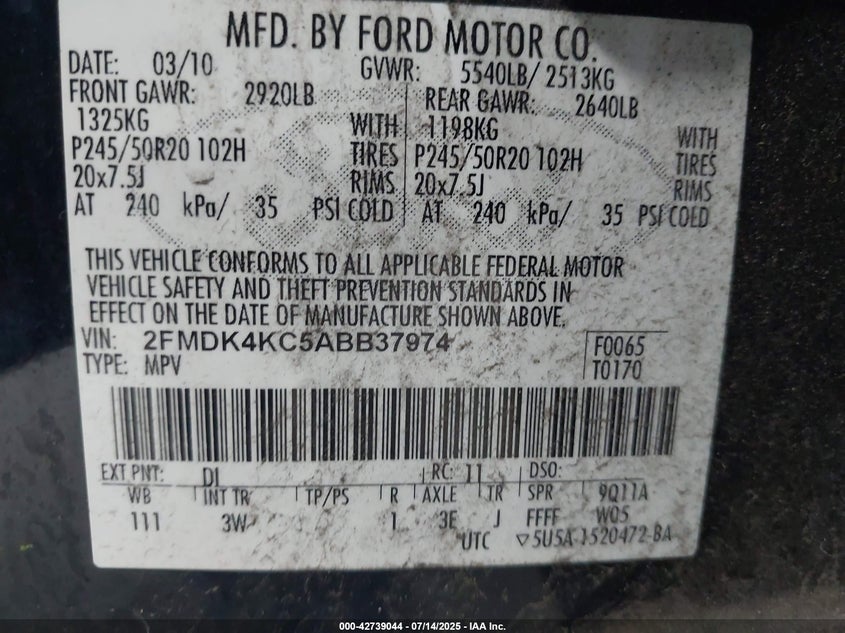 MFD. BY FORD MOTOR CO.
DATE: 03/10 GVWR: 5540LB/ 2513KG
FRONT GAWR: 2920LB REAR GAWR: 2640LB
1325KG WITH 1198KG WITH
P245/50R20 102H TIRES P245/50R20 102H TIRES
20x7.5J RIMS 20x7.5J RIMS
AT 240 kPa/ 35 PSI COLD AT 240 kPa/ 35 PSI COLD
THIS VEHICLE CONFORMS TO ALL APPLICABLE FEDERAL MOTOR
VEHICLE SAFETY AND THEFT PREVENTION STANDARDS IN
EFFECT ON THE DATE OF MANUFACTURE SHOWN ABOVE.
VIN: 2FMDK4KC5ABB37974 F0065
TYPE: MPV T0170
EXT PNT: DI RC: 11 DSO:
WB INT TR TP/PS R AXLE TR SPR 9Q11A
111 3W 1 3E J FFFF W05
UTC ▽5U5A-1520472-BA
000-42739044 / 07/14/2025 - IAA Inc.